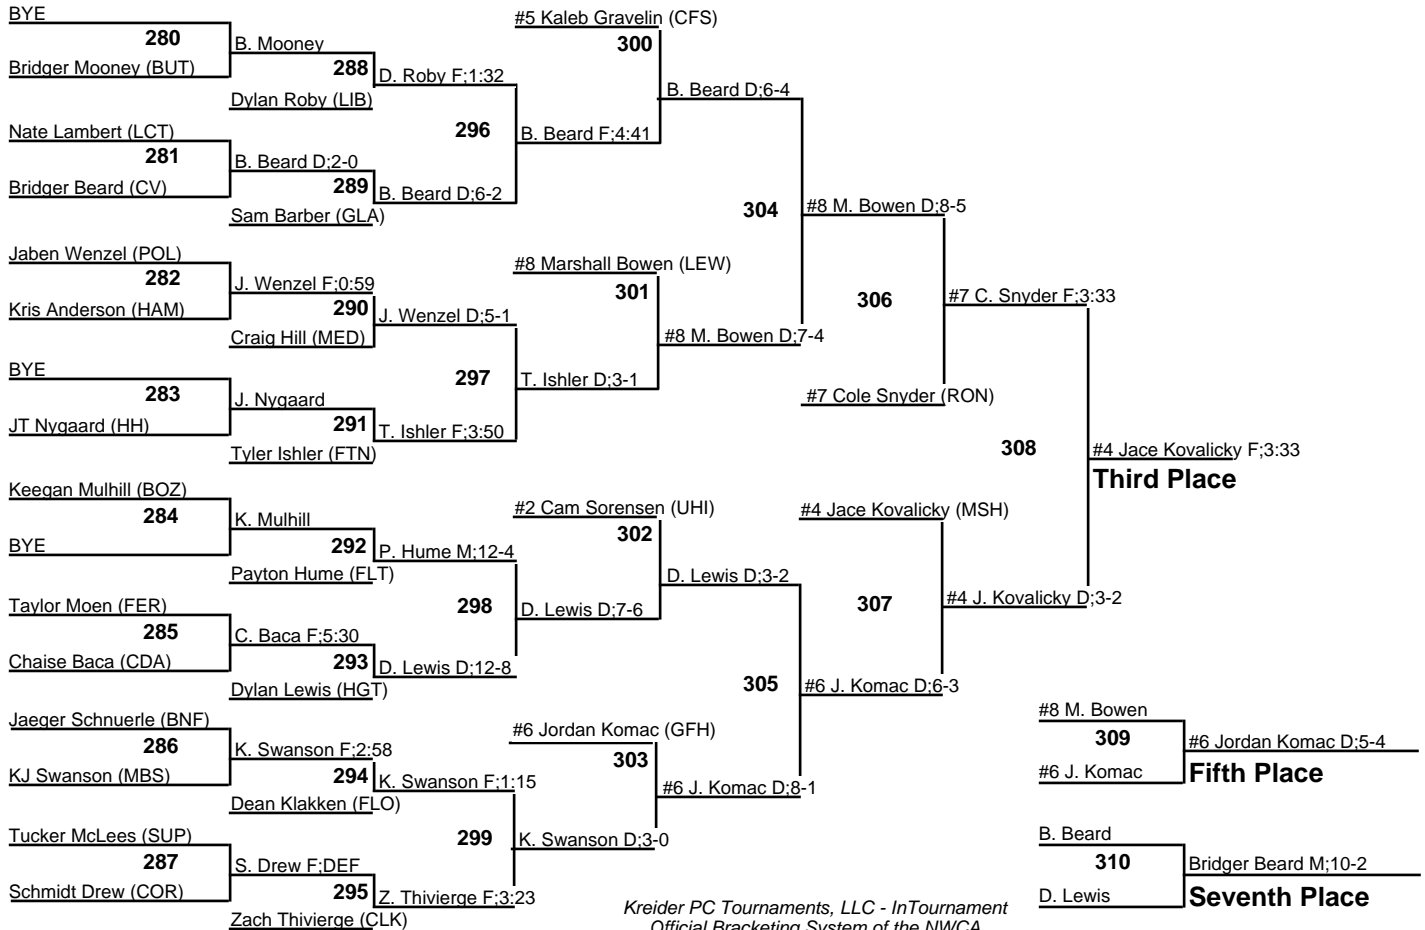 BYE
280
Bridger Mooney (BUT)
B. Mooney
288
Dylan Roby (LIB)
D. Roby F;1:32
Nate Lambert (LCT)
281
Bridger Beard (CV)
B. Beard D;2-0
289
Sam Barber (GLA)
B. Beard D;6-2
296
B. Beard F;4:41
#5 Kaleb Gravelin (CFS)
300
B. Beard D;6-4
Jaben Wenzel (POL)
282
Kris Anderson (HAM)
J. Wenzel F;0:59
290
Craig Hill (MED)
J. Wenzel D;5-1
BYE
283
JT Nygaard (HH)
J. Nygaard
291
Tyler Ishler (FTN)
T. Ishler F;3:50
297
T. Ishler D;3-1
#8 Marshall Bowen (LEW)
301
#8 M. Bowen D;7-4
304
#8 M. Bowen D;8-5
306
#7 Cole Snyder (RON)
#7 C. Snyder F;3:33
Keegan Mulhill (BOZ)
284
BYE
K. Mulhill
292
Payton Hume (FLT)
P. Hume M;12-4
Taylor Moen (FER)
285
Chaise Baca (CDA)
C. Baca F;5:30
293
Dylan Lewis (HGT)
D. Lewis D;12-8
298
D. Lewis D;7-6
#2 Cam Sorensen (UHI)
302
D. Lewis D;3-2
Jaeger Schnuerle (BNF)
286
KJ Swanson (MBS)
K. Swanson F;2:58
294
Dean Klakken (FLO)
K. Swanson F;1:15
Tucker McLees (SUP)
287
Schmidt Drew (COR)
S. Drew F;DEF
295
Zach Thivierge (CLK)
Z. Thivierge F;3:23
299
K. Swanson D;3-0
#6 Jordan Komac (GFH)
303
#6 J. Komac D;8-1
305
#6 J. Komac D;6-3
#4 Jace Kovalicky (MSH)
307
#4 J. Kovalicky D;3-2
308
#4 Jace Kovalicky F;3:33
Third Place
#8 M. Bowen
309
#6 J. Komac
#6 Jordan Komac D;5-4
Fifth Place
B. Beard
310
D. Lewis
Bridger Beard M;10-2
Seventh Place
Kreider PC Tournaments, LLC - InTournament
Official Bracketing System of the NWCA